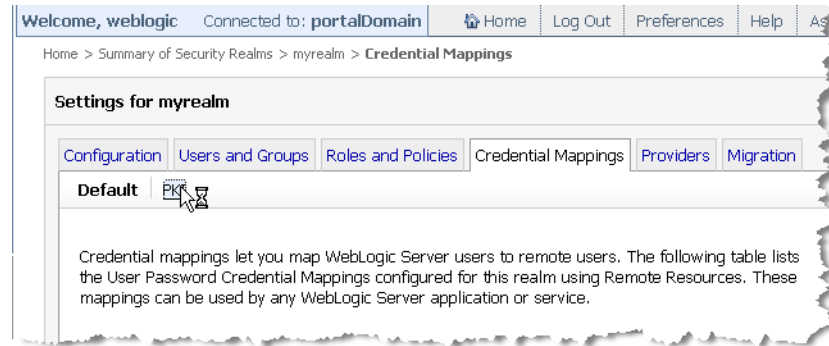 Welcome, weblogic Connected to: portalDomain Home Log Out Preferences Help
Home > Summary of Security Realms > myrealm > Credential Mappings
Settings for myrealm
Configuration Users and Groups Roles and Policies Credential Mappings Providers Migration
Default
Credential mappings let you map WebLogic Server users to remote users. The following table lists
the User Password Credential Mappings configured for this realm using Remote Resources. These
mappings can be used by any WebLogic Server application or service.